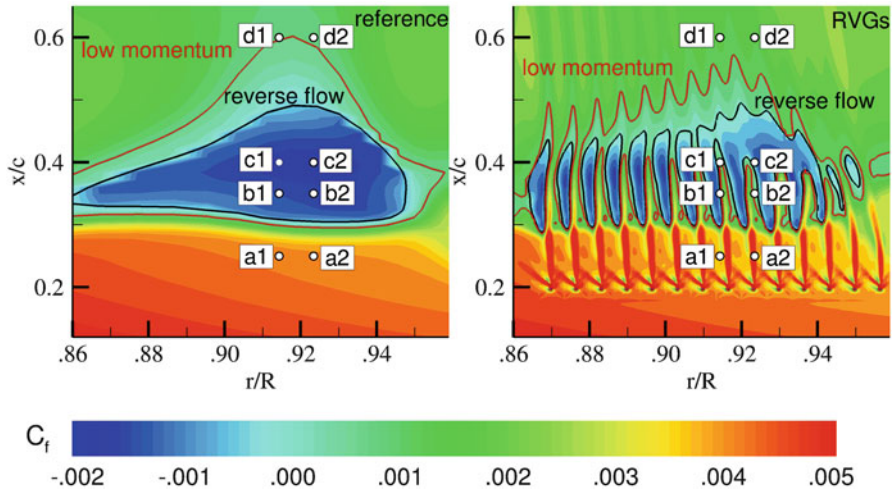 reference
d1 d2
low momentum
reverse flow
c1 c2
b1 b2
a1 a2
0.6
0.4
0.2
x/c
.86 .88 .90 .92 .94
r/R
RVGs
d1 d2
low momentum
reverse flow
c1 c2
b1 b2
a1 a2
0.6
0.4
0.2
x/c
.86 .88 .90 .92 .94
r/R
Cf
-.002 -.001 .000 .001 .002 .003 .004 .005